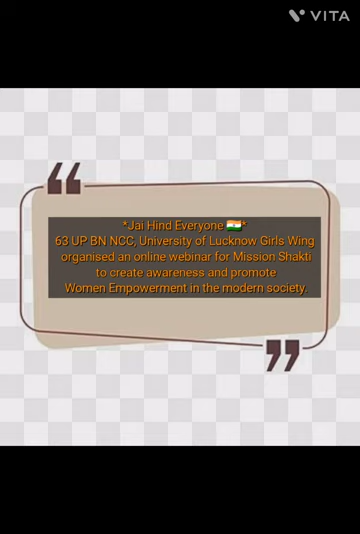 VITA
*Jai Hind Everyone 🇮🇳*
63 UP BN NCC, University of Lucknow Girls Wing
organised an online webinar for Mission Shakti
to create awareness and promote
Women Empowerment in the modern society.